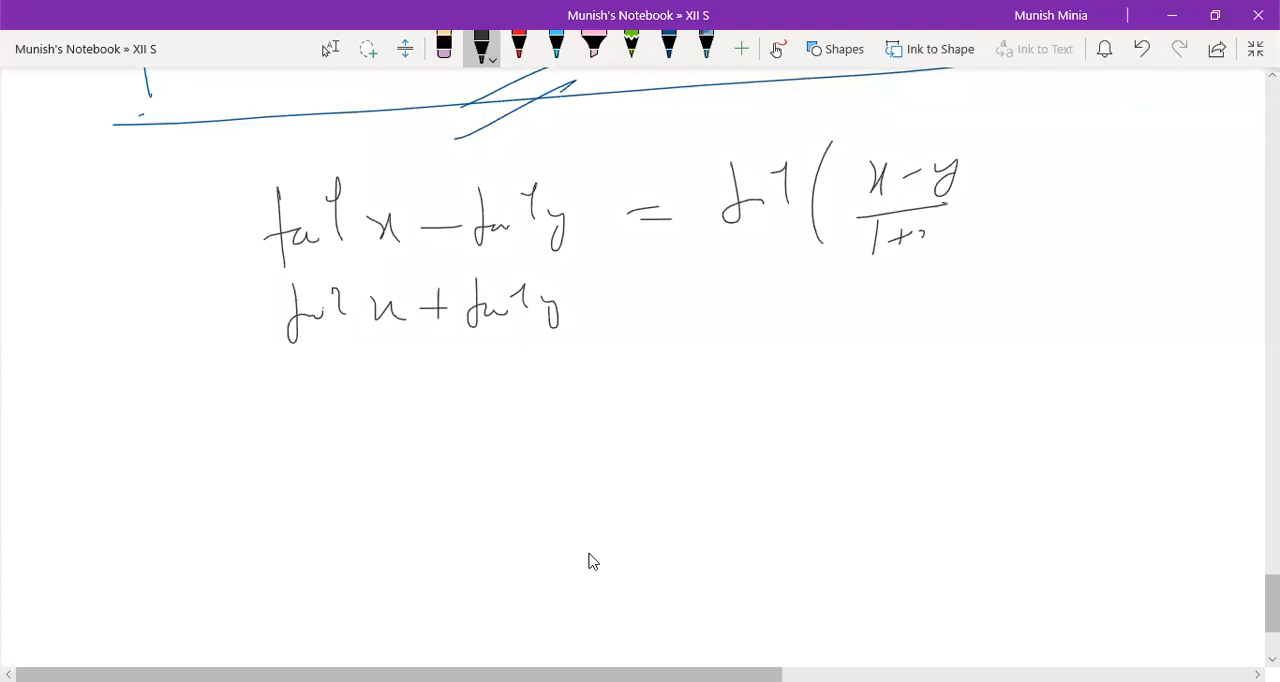 Munish's Notebook » XII S
Munish Minia
Munish's Notebook » XII S
Shapes
Ink to Shape
Ink to Text
tan⁻¹ x − tan⁻¹ y = tan⁻¹ ( x − y / 1 +
tan⁻¹ x + tan⁻¹ y